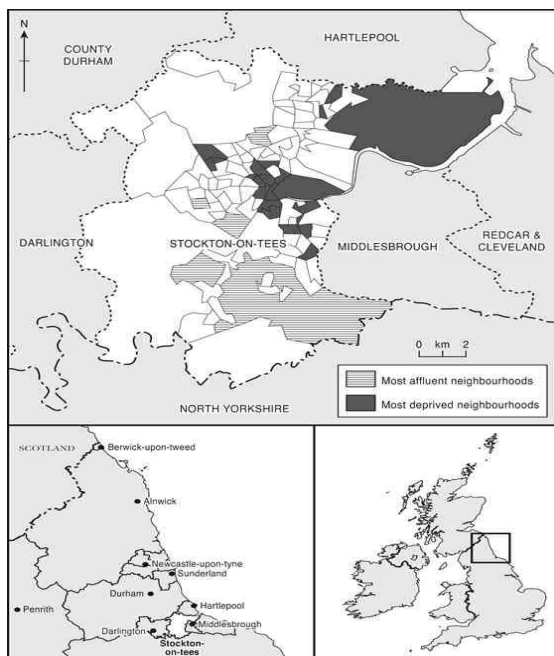 N
COUNTY
DURHAM
HARTLEPOOL
DARLINGTON
STOCKTON-ON-TEES
MIDDLESBROUGH
REDCAR
& CLEVELAND
0 km 2
Most affluent neighbourhoods
Most deprived neighbourhoods
NORTH YORKSHIRE
SCOTLAND
Berwick-upon-tweed
Alnwick
Newcastle-upon-tyne
Sunderland
Durham
Penrith
Hartlepool
Darlington
Middlesbrough
Stockton-
on-tees